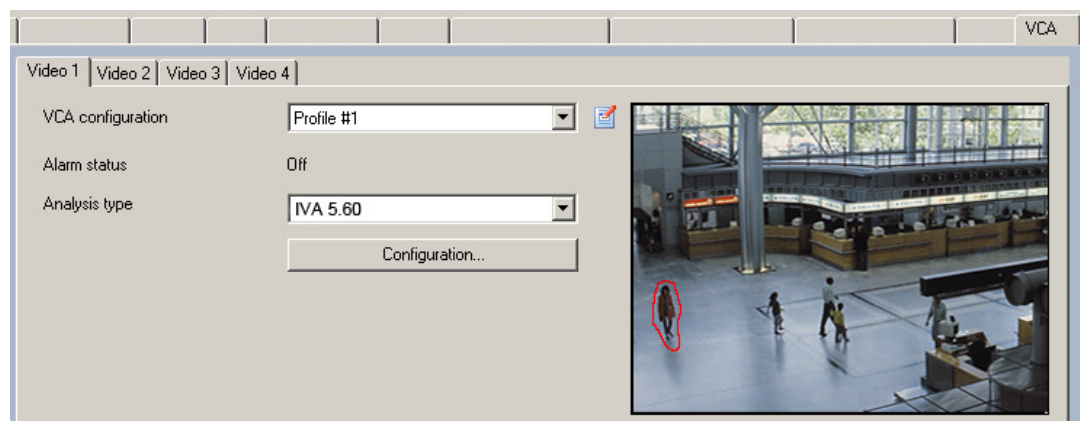 VCA
Video 1 Video 2 Video 3 Video 4
VCA configuration Profile #1
Alarm status Off
Analysis type IVA 5.60
Configuration...